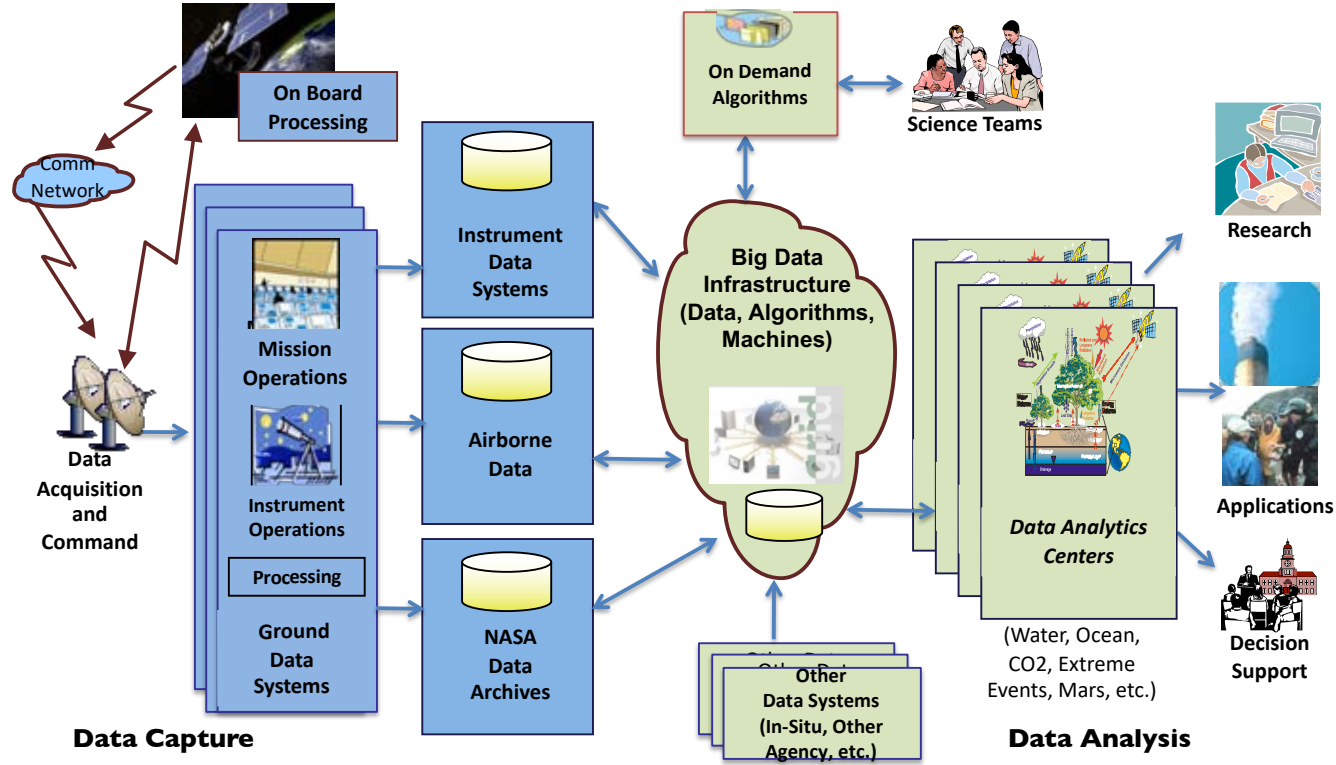 On Board
Processing
Comm
Network
Data
Acquisition
and
Command
Mission
Operations
Instrument
Operations
Processing
Ground
Data
Systems
Instrument
Data
Systems
Airborne
Data
NASA
Data
Archives
On Demand
Algorithms
Science Teams
Big Data
Infrastructure
(Data, Algorithms,
Machines)
Other
Data Systems
(In-Situ, Other
Agency, etc.)
Data Analytics
Centers
(Water, Ocean,
CO2, Extreme
Events, Mars, etc.)
Research
Applications
Decision
Support
Data Capture
Data Analysis